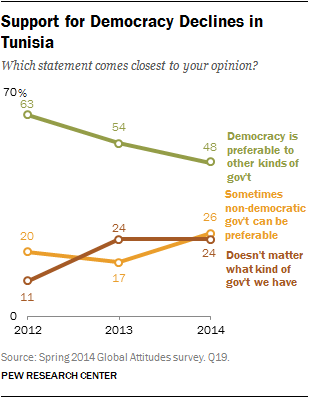 Support for Democracy Declines in
Tunisia
Which statement comes closest to your opinion?
70%
63
54
48
Democracy is
preferable to
other kinds of
gov't
Sometimes
non-democratic
gov't can be
preferable
26
20
24
17
24
11
Doesn't matter
what kind of
gov't we have
0
2012 2013 2014
Source: Spring 2014 Global Attitudes survey. Q19.
PEW RESEARCH CENTER